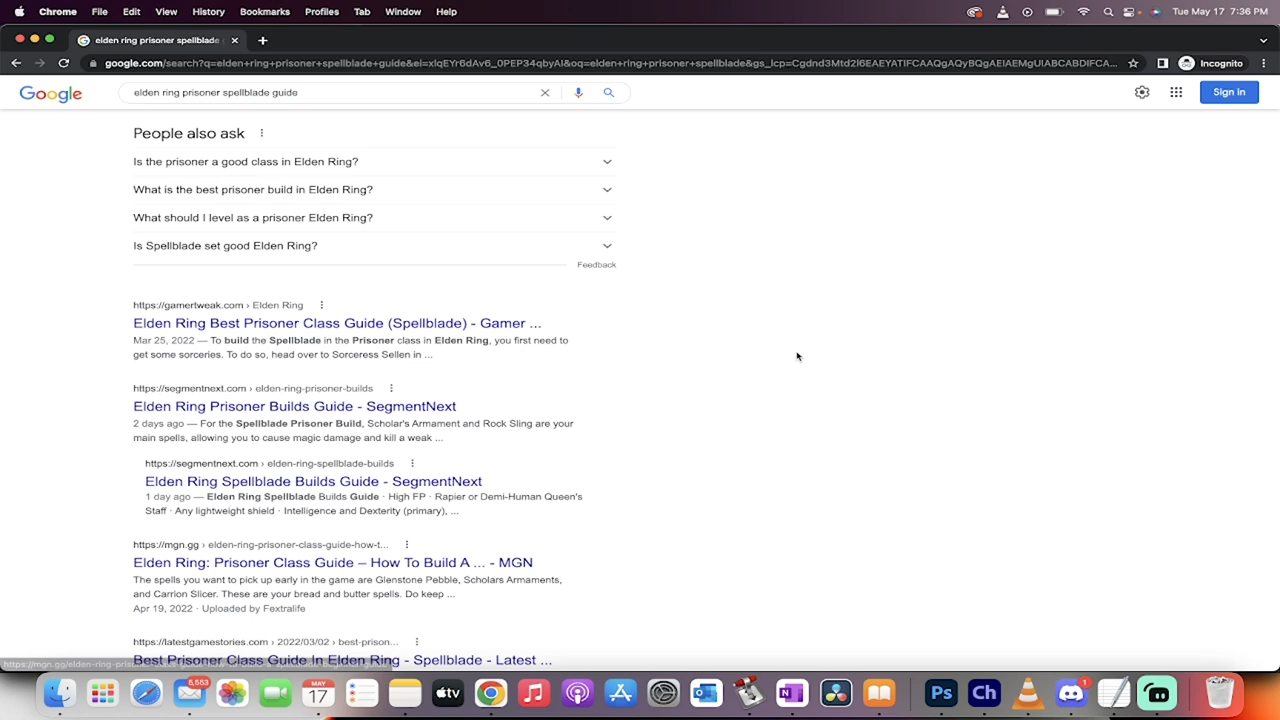 Chrome File Edit View History Bookmarks Profiles Tab Window Help Tue May 17 7:36 PM
elden ring prisoner spellblade
google.com/search?q=elden+ring+prisoner+spellblade+guide&
Incognito
Google elden ring prisoner spellblade guide Sign in
People also ask
Is the prisoner a good class in Elden Ring?
What is the best prisoner build in Elden Ring?
What should I level as a prisoner Elden Ring?
Is Spellblade set good Elden Ring?
Feedback
https://gamertweak.com › Elden Ring
Elden Ring Best Prisoner Class Guide (Spellblade) - Gamer ...
Mar 25, 2022 — To build the Spellblade in the Prisoner class in Elden Ring, you first need to
get some sorceries. To do so, head over to Sorceress Sellen in ...
https://segmentnext.com › elden-ring-prisoner-builds
Elden Ring Prisoner Builds Guide - SegmentNext
2 days ago — For the Spellblade Prisoner Build, Scholar's Armament and Rock Sling are your
main spells, allowing you to cause magic damage and kill a weak ...
https://segmentnext.com › elden-ring-spellblade-builds
Elden Ring Spellblade Builds Guide - SegmentNext
1 day ago — Elden Ring Spellblade Builds Guide · High FP · Rapier or Demi-Human Queen's
Staff · Any lightweight shield · Intelligence and Dexterity (primary), ...
https://mgn.gg › elden-ring-prisoner-class-guide-how-t...
Elden Ring: Prisoner Class Guide – How To Build A ... - MGN
The spells you want to pick up early in the game are Glenstone Pebble, Scholars Armaments,
and Carrion Slicer. These are your bread and butter spells. Do keep ...
Apr 19, 2022 · Uploaded by Fextralife
https://latestgamestories.com › 2022/03/02 › best-prison...
Best Prisoner Class Guide In Elden Ring - Spellblade - Latest ...
5,553
MAY
17
tv
N
Ps
Ch
1